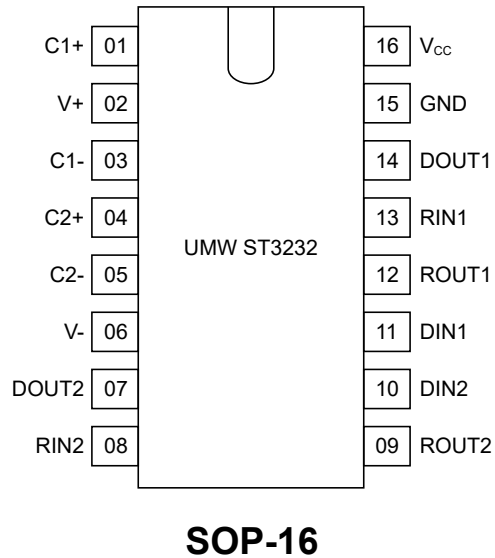 C1+ 01 16 Vcc
V+ 02 15 GND
C1- 03 14 DOUT1
C2+ 04 13 RIN1
UMW ST3232
C2- 05 12 ROUT1
V- 06 11 DIN1
DOUT2 07 10 DIN2
RIN2 08 09 ROUT2
SOP-16